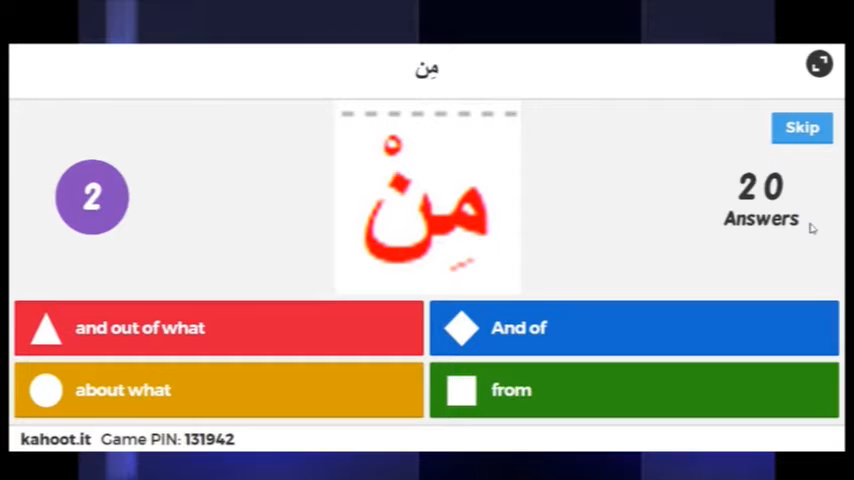 مِن
Skip
2
مِنْ
20
Answers
and out of what
And of
about what
from
kahoot.it Game PIN: 131942